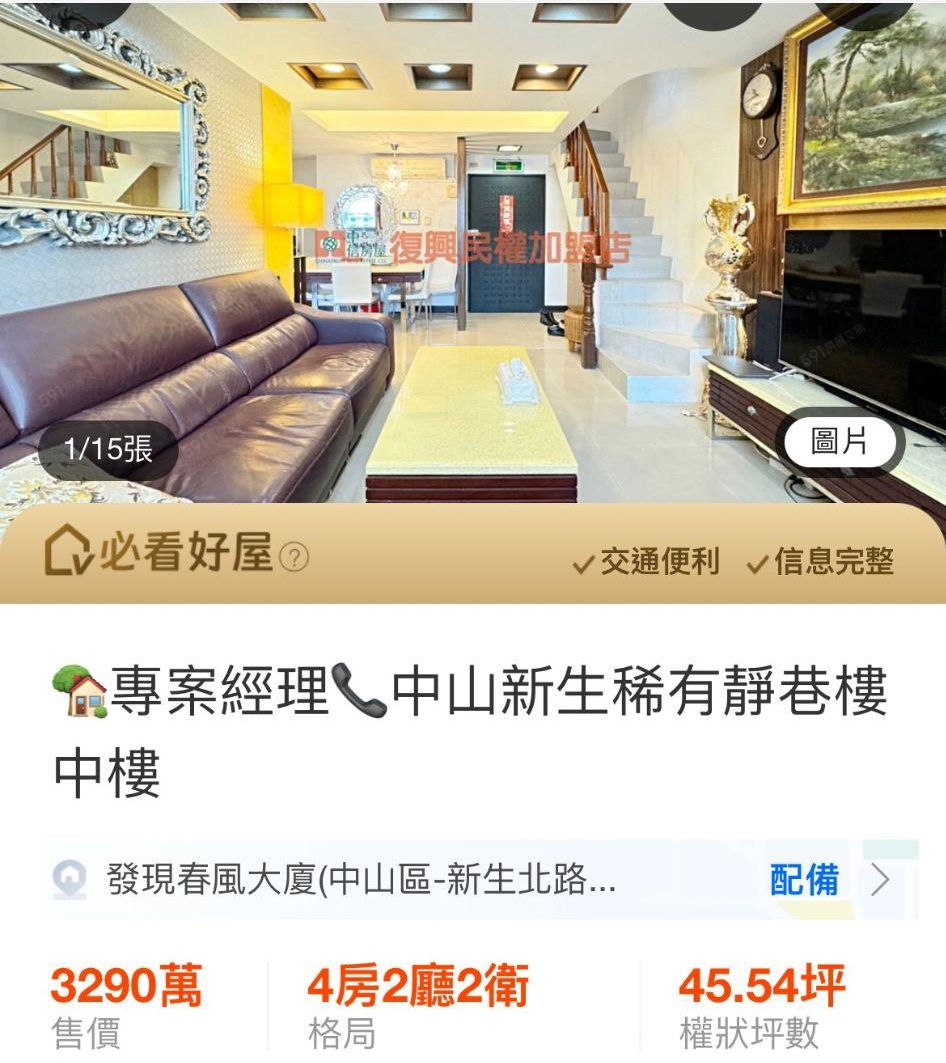 中信房屋 復興民權加盟店
1/15張
圖片
必看好屋?
✓交通便利 ✓信息完整
🏡專案經理📞中山新生稀有靜巷樓
中樓
發現春風大廈(中山區-新生北路...
配備
3290萬 4房2廳2衛 45.54坪
售價 格局 權狀坪數